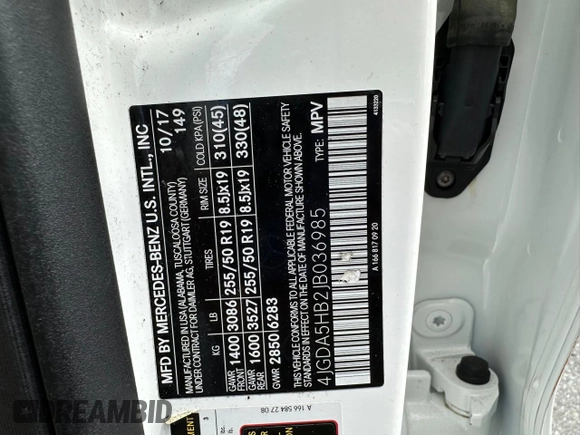 MFD BY MERCEDES-BENZ U.S. INTL., INC
MANUFACTURED IN USA (ALABAMA, TUSCALOOSA COUNTY)
UNDER CONTRACT FOR DAIMLER AG, STUTTGART (GERMANY)
10/17
149
KG LB TIRES RIM SIZE COLD KPA (PSI)
GAWR FRONT 1400 3086 255/50 R19 8.5Jx19 310(45)
GAWR REAR 1600 3527 255/50 R19 8.5Jx19 330(48)
GVWR 2850 6283
THIS VEHICLE CONFORMS TO ALL APPLICABLE FEDERAL MOTOR VEHICLE SAFETY
STANDARDS IN EFFECT ON THE DATE OF MANUFACTURE SHOWN ABOVE.
TYPE: MPV
4JGDA5HB2JB036985
4133220
A 166 817 09 20
A 166 584 27 08
DREAMBID